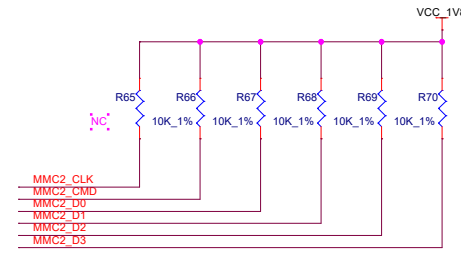 VCC_1V8
R65 R66 R67 R68 R69 R70
NC 10K_1% 10K_1% 10K_1% 10K_1% 10K_1%
MMC2_CLK
MMC2_CMD
MMC2_D0
MMC2_D1
MMC2_D2
MMC2_D3